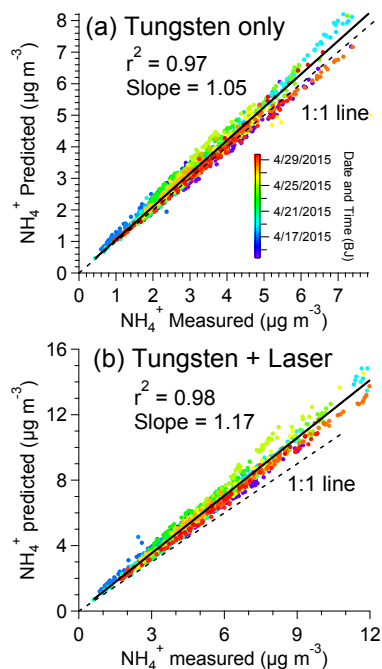 (a) Tungsten only
r² = 0.97
Slope = 1.05
1:1 line
4/29/2015
4/25/2015
4/21/2015
4/17/2015
Date and Time (BJ)
8
7
6
5
4
3
2
1
0
NH₄⁺ Predicted (µg m⁻³)
0 1 2 3 4 5 6 7
NH₄⁺ Measured (µg m⁻³)
(b) Tungsten + Laser
r² = 0.98
Slope = 1.17
1:1 line
16
12
8
4
0
NH₄⁺ predicted (µg m⁻³)
0 3 6 9 12
NH₄⁺ measured (µg m⁻³)